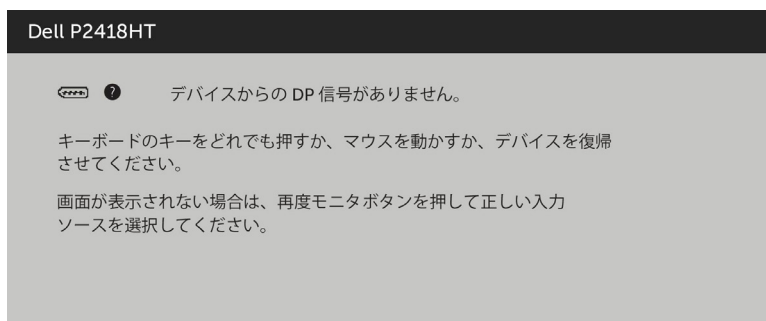 Dell P2418HT
? デバイスからの DP 信号がありません。
キーボードのキーをどれでも押すか、マウスを動かすか、デバイスを復帰
させてください。
画面が表示されない場合は、再度モニタボタンを押して正しい入力
ソースを選択してください。